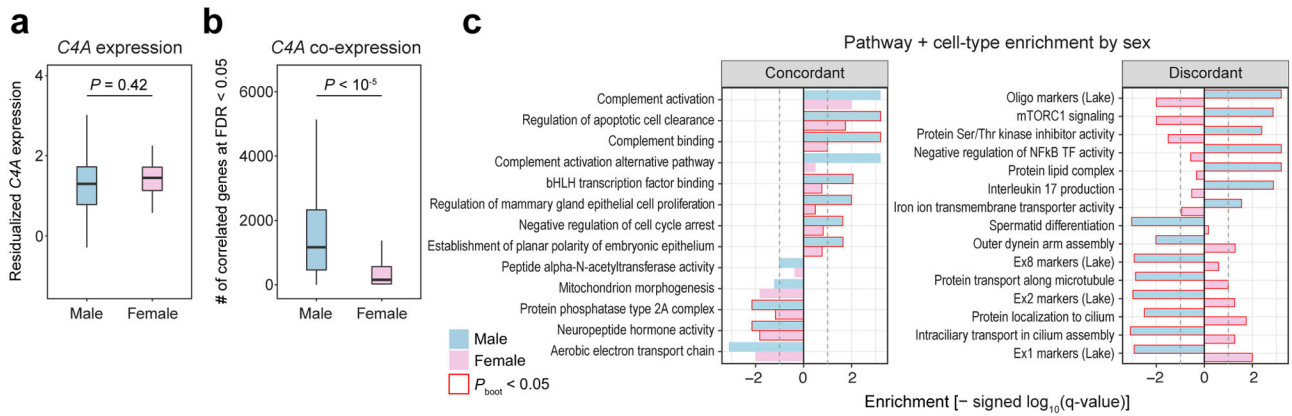 a
C4A expression
Residualized C4A expression
4
2
0
P = 0.42
Male
Female
b
C4A co-expression
# of correlated genes at FDR < 0.05
6000
4000
2000
0
P < 10-5
Male
Female
Male
Female
Pboot < 0.05
c
Pathway + cell-type enrichment by sex
Concordant
Complement activation
Regulation of apoptotic cell clearance
Complement binding
Complement activation alternative pathway
bHLH transcription factor binding
Regulation of mammary gland epithelial cell proliferation
Negative regulation of cell cycle arrest
Establishment of planar polarity of embryonic epithelium
Peptide alpha-N-acetyltransferase activity
Mitochondrion morphogenesis
Protein phosphatase type 2A complex
Neuropeptide hormone activity
Aerobic electron transport chain
−2 0 2
Discordant
Oligo markers (Lake)
mTORC1 signaling
Protein Ser/Thr kinase inhibitor activity
Negative regulation of NFkB TF activity
Protein lipid complex
Interleukin 17 production
Iron ion transmembrane transporter activity
Spermatid differentiation
Outer dynein arm assembly
Ex8 markers (Lake)
Protein transport along microtubule
Ex2 markers (Lake)
Protein localization to cilium
Intraciliary transport in cilium assembly
Ex1 markers (Lake)
−2 0 2
Enrichment [− signed log10(q-value)]